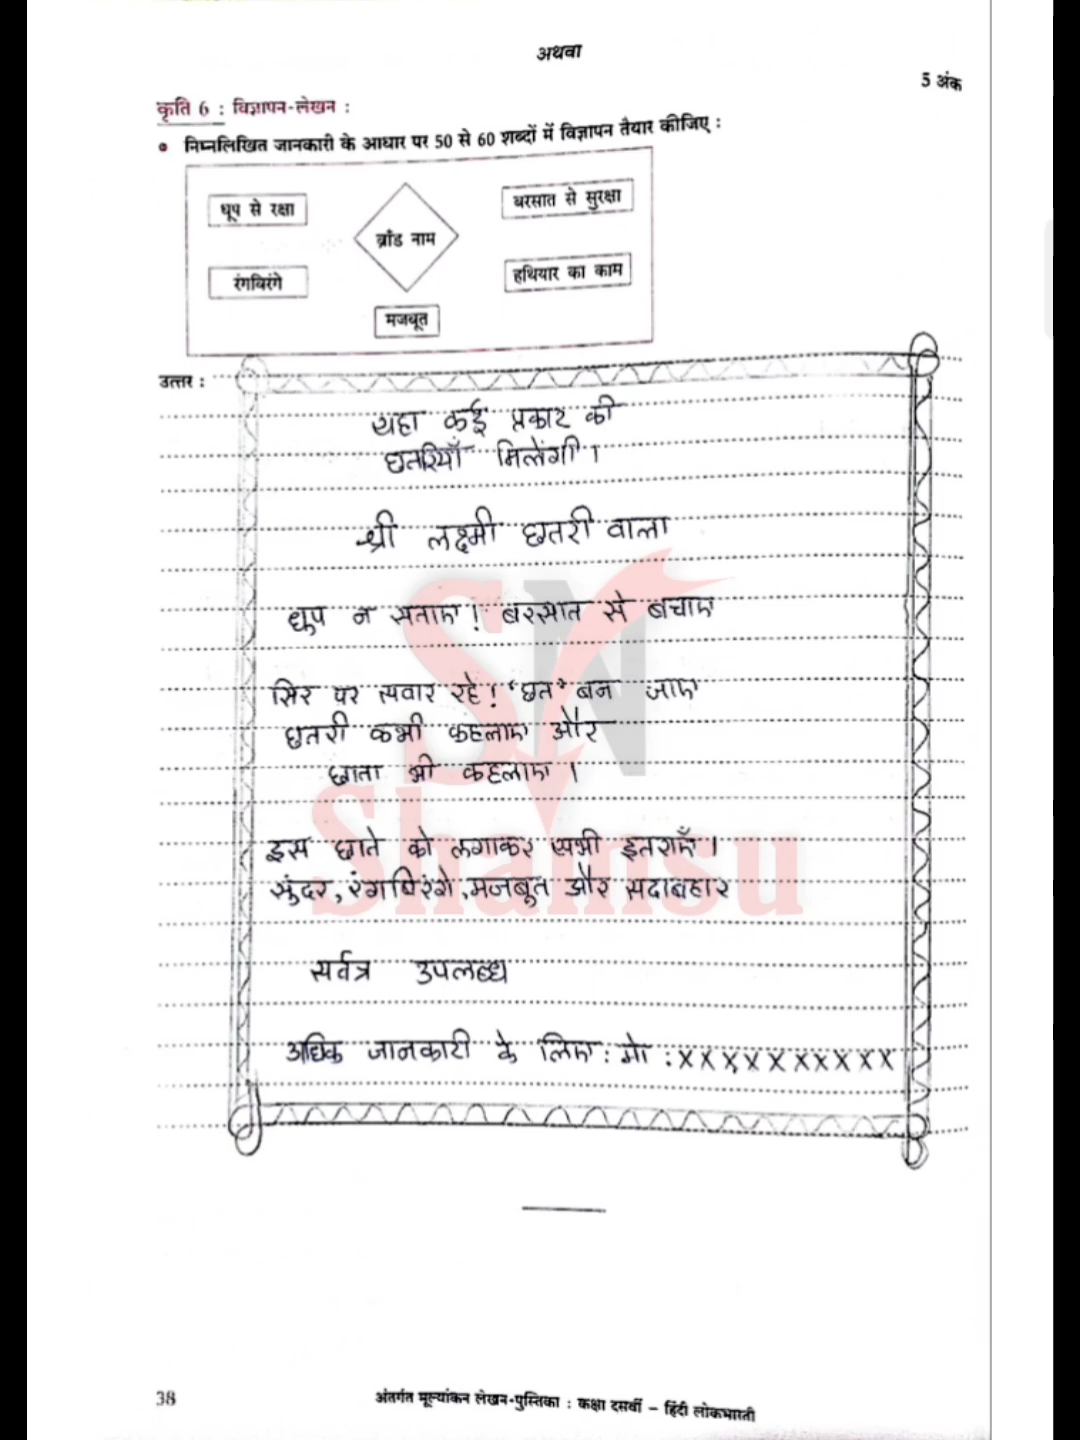 अथवा
5 अंक
कृति 6 : विज्ञापन-लेखन :
• निम्नलिखित जानकारी के आधार पर 50 से 60 शब्दों में विज्ञापन तैयार कीजिए :
धूप से रक्षा
बरसात से सुरक्षा
ब्रॅंड नाम
रंगबिरंगे
हथियार का काम
मजबूत
उत्तर :
यहा कई प्रकार की
छतरियाँ मिलेंगी ।
श्री लक्ष्मी छतरी वाला
धूप न सताए ! बरसात से बचाए
सिर पर सवार रहे ! "छत" बन जाए
छतरी कभी कहलाए और
छाता भी कहलाए ।
इस छाते को लगाकर सभी इतराएँ ।
सुंदर, रंगबिरंगे, मजबुत और सदाबहार
सर्वत्र उपलब्ध
अधिक जानकारी के लिए : मो : X X X X X X X X X X
SN
Shamsu
38
अंतर्गत मूल्यांकन लेखन-पुस्तिका : कक्षा दसवीं – हिंदी लोकभारती